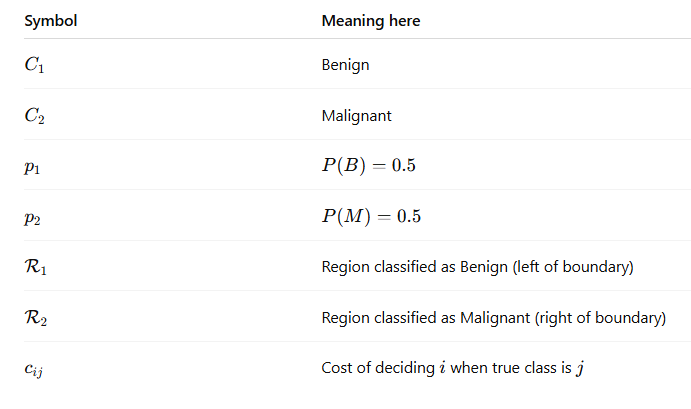 Symbol Meaning here
C₁ Benign
C₂ Malignant
p₁ P(B) = 0.5
p₂ P(M) = 0.5
ℛ₁ Region classified as Benign (left of boundary)
ℛ₂ Region classified as Malignant (right of boundary)
cᵢⱼ Cost of deciding i when true class is j